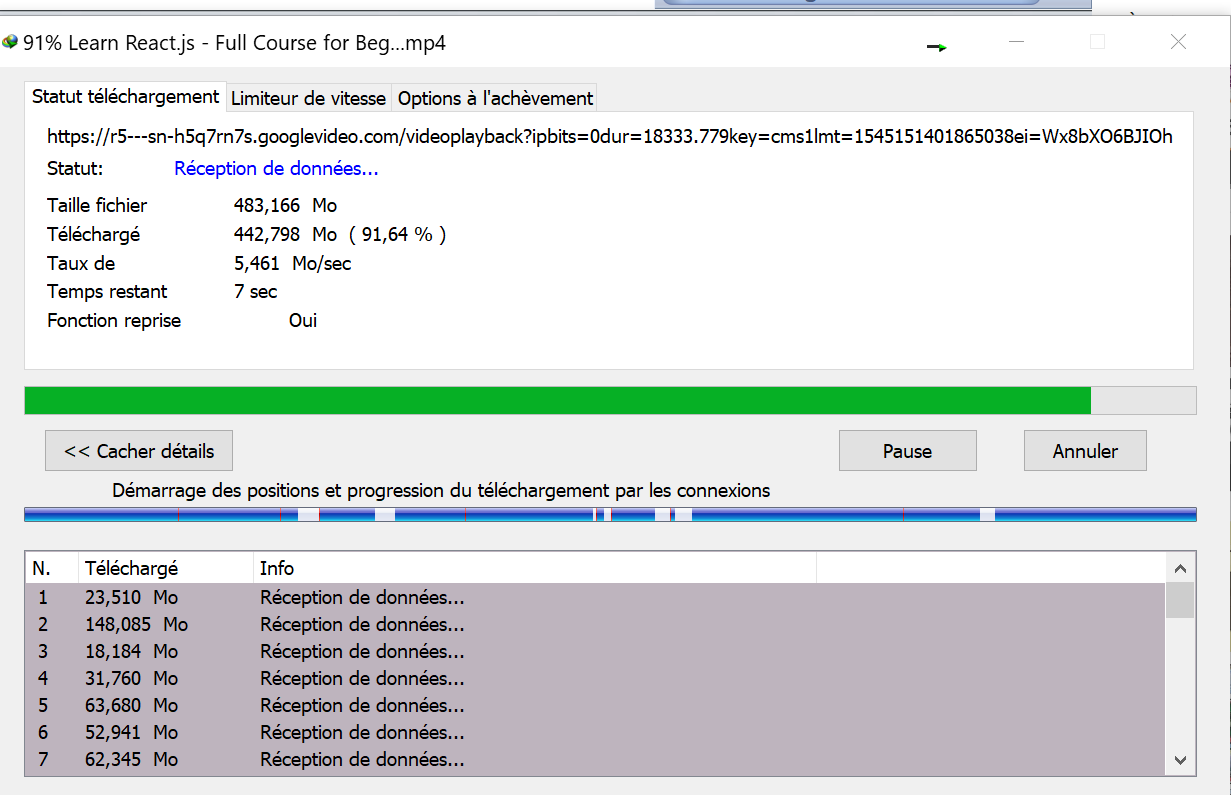 91% Learn React.js - Full Course for Beg...mp4
Statut téléchargement Limiteur de vitesse Options à l'achèvement
https://r5---sn-h5q7rn7s.googlevideo.com/videoplayback?ipbits=0dur=18333.779key=cms1lmt=1545151401865038ei=Wx8bXO6BJIOh
Statut: Réception de données...
Taille fichier 483,166 Mo
Téléchargé 442,798 Mo ( 91,64 % )
Taux de 5,461 Mo/sec
Temps restant 7 sec
Fonction reprise Oui
<< Cacher détails Pause Annuler
Démarrage des positions et progression du téléchargement par les connexions
N. Téléchargé Info
1 23,510 Mo Réception de données...
2 148,085 Mo Réception de données...
3 18,184 Mo Réception de données...
4 31,760 Mo Réception de données...
5 63,680 Mo Réception de données...
6 52,941 Mo Réception de données...
7 62,345 Mo Réception de données...